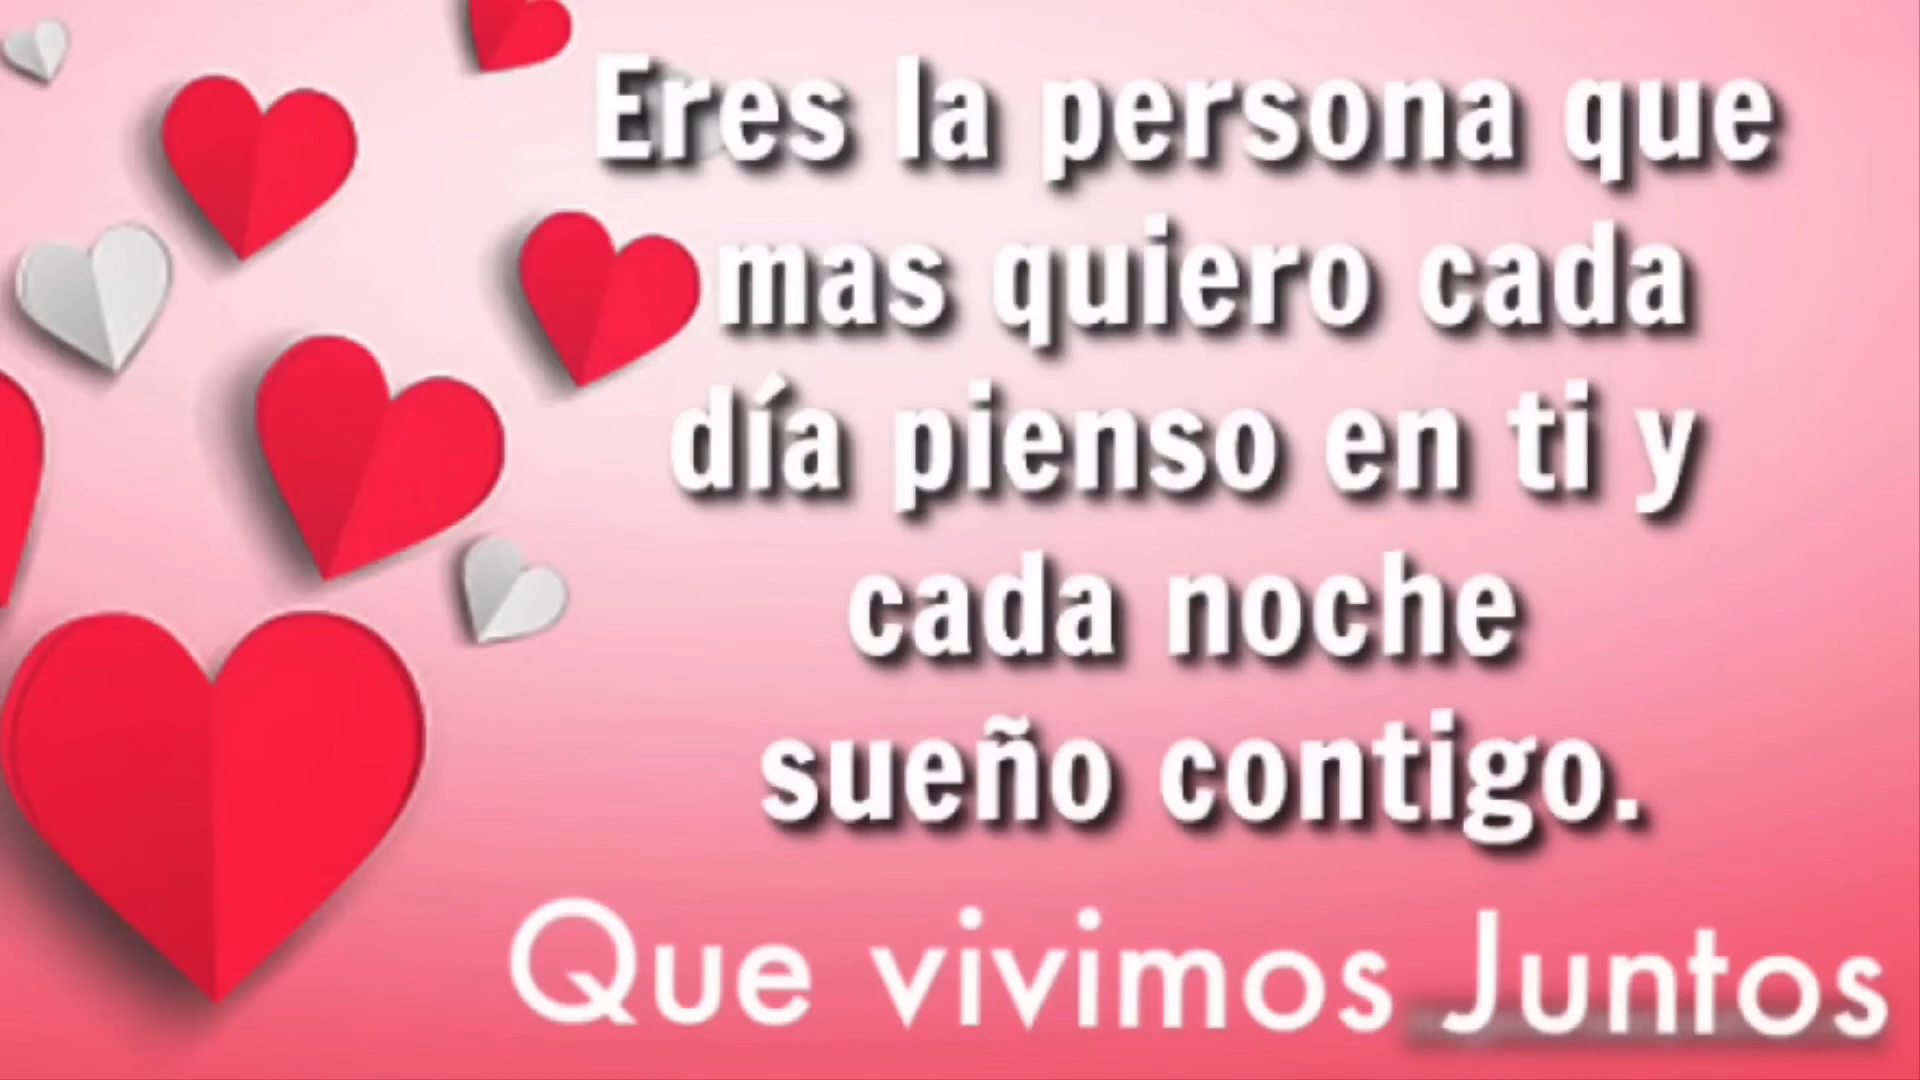 Eres la persona que
mas quiero cada
día pienso en ti y
cada noche
sueño contigo.
Que vivimos Juntos